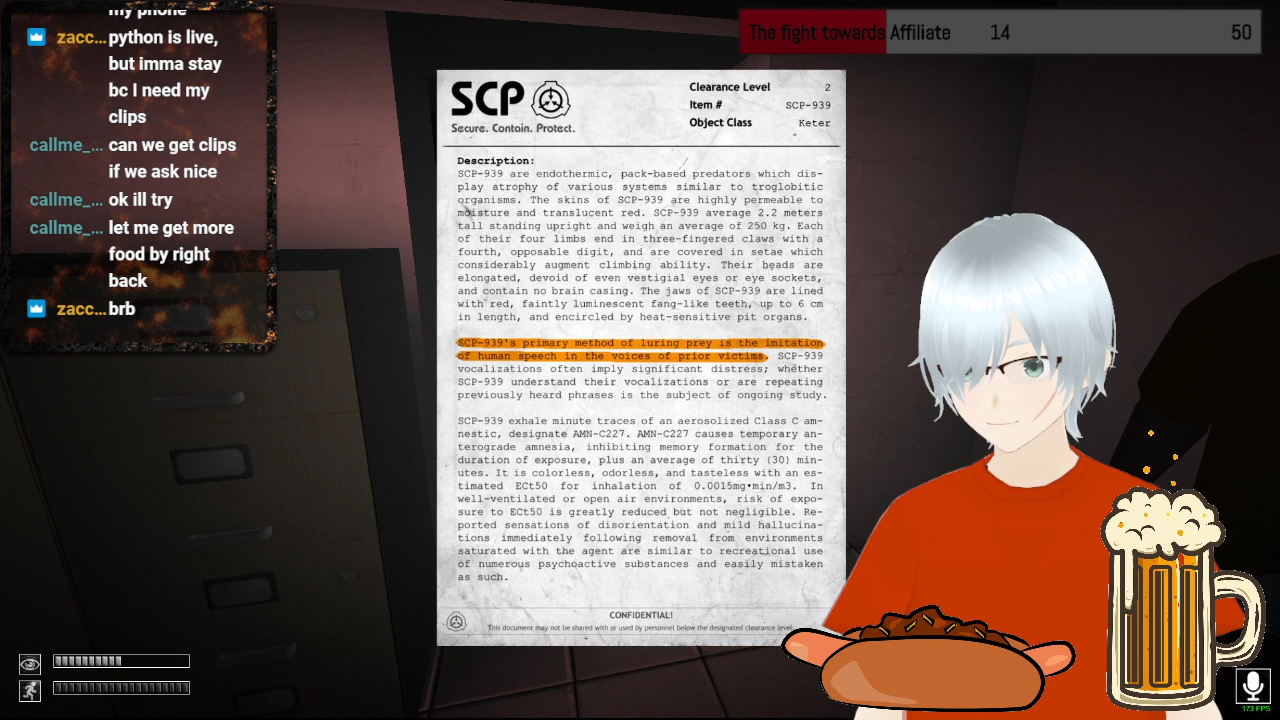 my phone
zacc... python is live,
but imma stay
bc I need my
clips
callme_... can we get clips
if we ask nice
callme_... ok ill try
callme_... let me get more
food by right
back
zacc... brb
The fight towards Affiliate 14 50
SCP
Secure. Contain. Protect.
Clearance Level 2
Item # SCP-939
Object Class Keter
Description:
SCP-939 are endothermic, pack-based predators which dis-
play atrophy of various systems similar to troglobitic
organisms. The skins of SCP-939 are highly permeable to
moisture and translucent red. SCP-939 average 2.2 meters
tall standing upright and weigh an average of 250 kg. Each
of their four limbs end in three-fingered claws with a
fourth, opposable digit, and are covered in setae which
considerably augment climbing ability. Their heads are
elongated, devoid of even vestigial eyes or eye sockets,
and contain no brain casing. The jaws of SCP-939 are lined
with red, faintly luminescent fang-like teeth, up to 6 cm
in length, and encircled by heat-sensitive pit organs.
SCP-939's primary method of luring prey is the imitation
of human speech in the voices of prior victims. SCP-939
vocalizations often imply significant distress; whether
SCP-939 understand their vocalizations or are repeating
previously heard phrases is the subject of ongoing study.
SCP-939 exhale minute traces of an aerosolized Class C am-
nestic, designate AMN-C227. AMN-C227 causes temporary an-
terograde amnesia, inhibiting memory formation for the
duration of exposure, plus an average of thirty (30) min-
utes. It is colorless, odorless, and tasteless with an es-
timated ECt50 for inhalation of 0.0015mg•min/m3. In
well-ventilated or open air environments, risk of expo-
sure to ECt50 is greatly reduced but not negligible. Re-
ported sensations of disorientation and mild hallucina-
tions immediately following removal from environments
saturated with the agent are similar to recreational use
of numerous psychoactive substances and easily mistaken
as such.
CONFIDENTIAL!
This document may not be shared with or used by personnel below the designated clearance level.
173 FPS